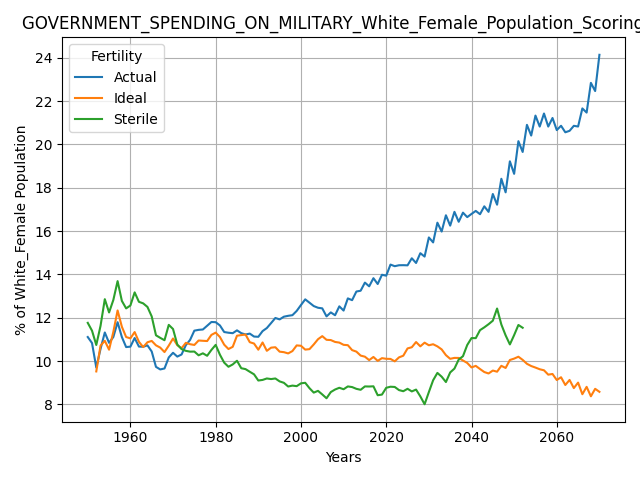 GOVERNMENT_SPENDING_ON_MILITARY_White_Female_Population_Scoring
Fertility
Actual
Ideal
Sterile
% of White_Female Population
24
22
20
18
16
14
12
10
8
1960
1980
2000
2020
2040
2060
Years